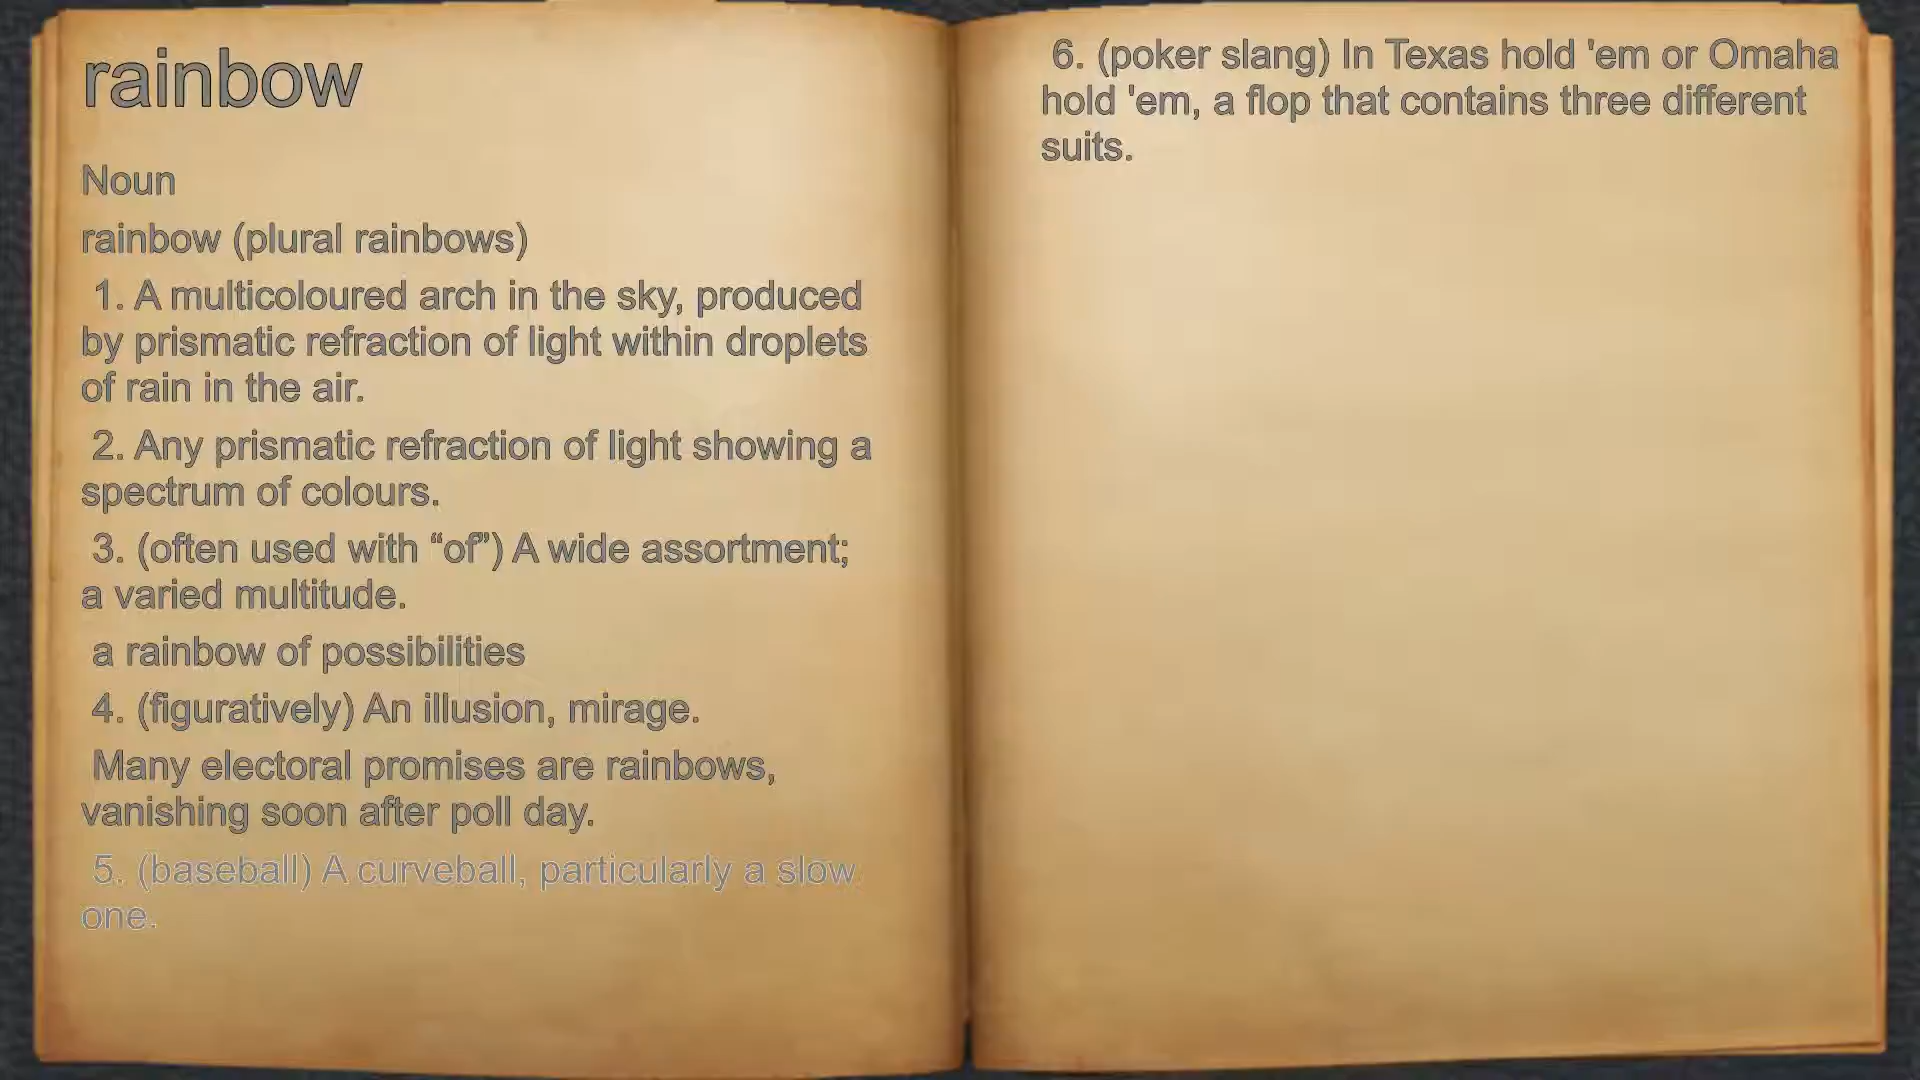 rainbow
Noun
rainbow (plural rainbows)
1. A multicoloured arch in the sky, produced
by prismatic refraction of light within droplets
of rain in the air.
2. Any prismatic refraction of light showing a
spectrum of colours.
3. (often used with “of”) A wide assortment;
a varied multitude.
a rainbow of possibilities
4. (figuratively) An illusion, mirage.
Many electoral promises are rainbows,
vanishing soon after poll day.
5. (baseball) A curveball, particularly a slow
one.
6. (poker slang) In Texas hold 'em or Omaha
hold 'em, a flop that contains three different
suits.